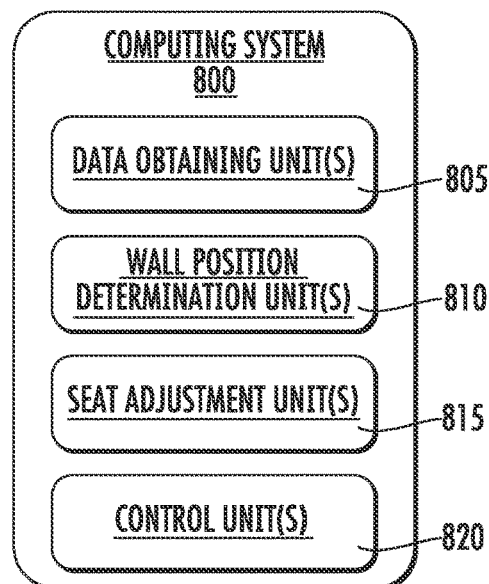 COMPUTING SYSTEM
800
DATA OBTAINING UNIT(S)
805
WALL POSITION
DETERMINATION UNIT(S)
810
SEAT ADJUSTMENT UNIT(S)
815
CONTROL UNIT(S)
820